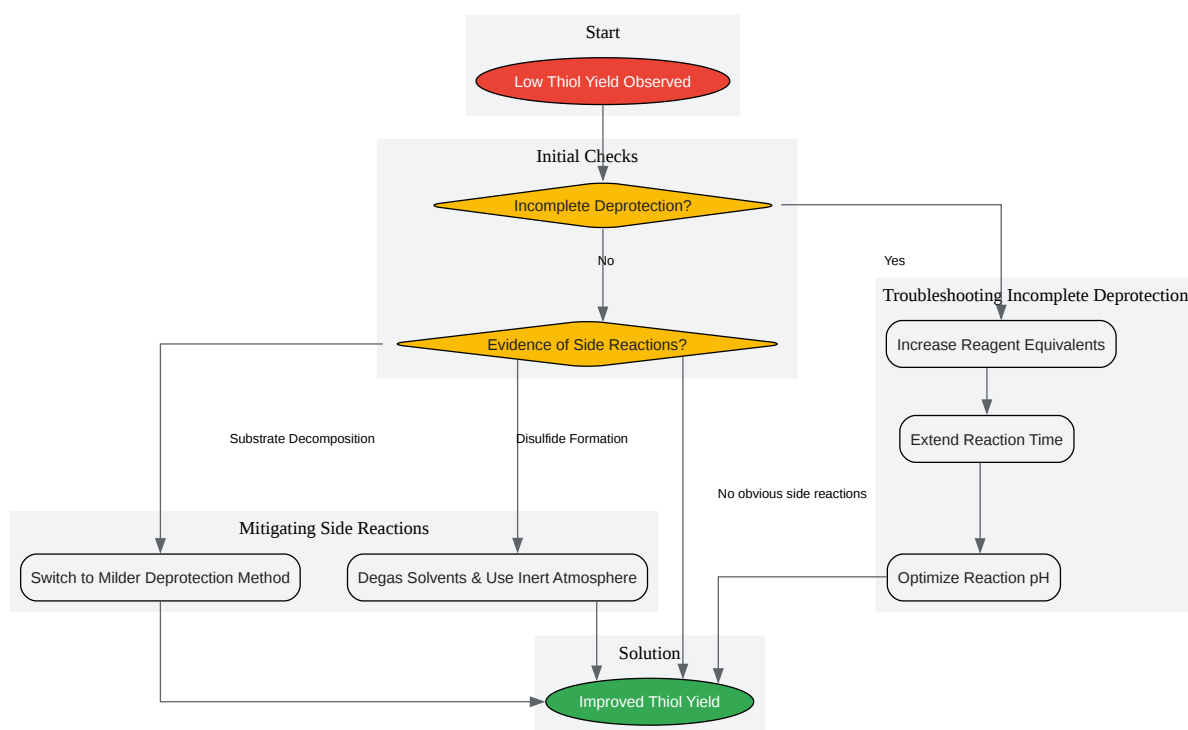 Start
Low Thiol Yield Observed
Initial Checks
Incomplete Deprotection?
No
Yes
Troubleshooting Incomplete Deprotection
Evidence of Side Reactions?
Increase Reagent Equivalents
Extend Reaction Time
Substrate Decomposition
Disulfide Formation
No obvious side reactions
Mitigating Side Reactions
Switch to Milder Deprotection Method
Degas Solvents & Use Inert Atmosphere
Optimize Reaction pH
Solution
Improved Thiol Yield